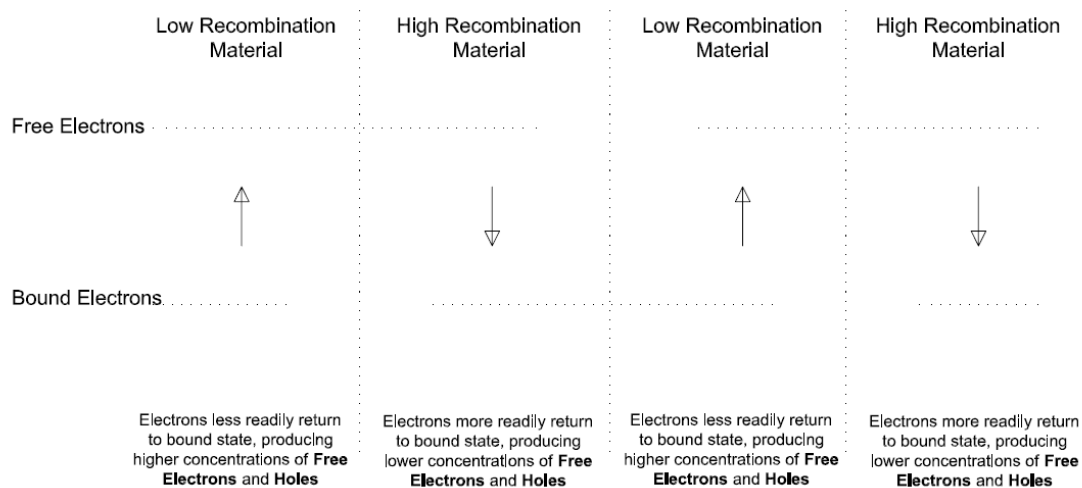 Low Recombination
Material
High Recombination
Material
Low Recombination
Material
High Recombination
Material
Free Electrons
Bound Electrons
Electrons less readily return
to bound state, producing
higher concentrations of Free
Electrons and Holes
Electrons more readily return
to bound state, producing
lower concentrations of Free
Electrons and Holes
Electrons less readily return
to bound state, producing
higher concentrations of Free
Electrons and Holes
Electrons more readily return
to bound state, producing
lower concentrations of Free
Electrons and Holes